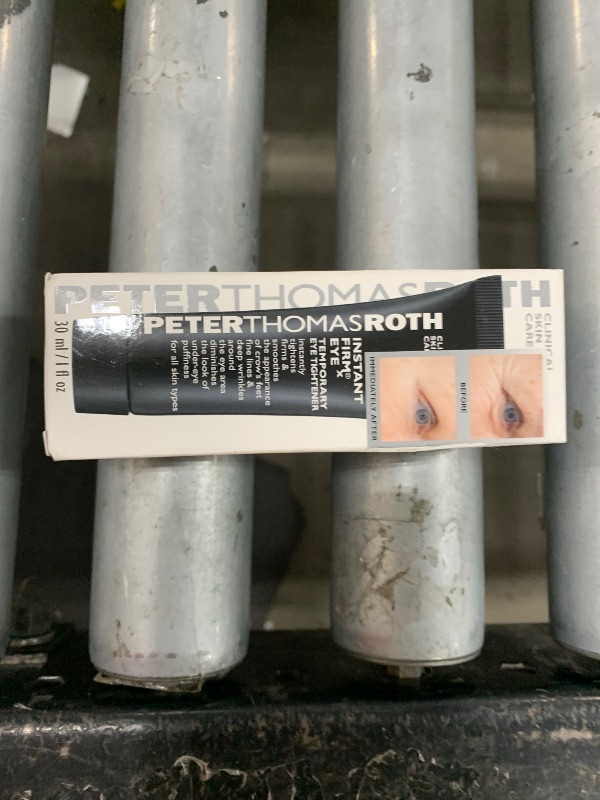 PETERTHOMASROTH
CLINICAL
SKIN
CARE
PETERTHOMASROTH
INSTANT
FIRMX®
EYE
TEMPORARY
EYE TIGHTENER
instantly
tightens
smooths &
the appearance
of crow's feet
fine lines &
deep wrinkles
around
the eye area
diminishes
the look of
under-eye
puffiness
for all skin types
30 ml / 1 fl oz
BEFORE
IMMEDIATELY AFTER